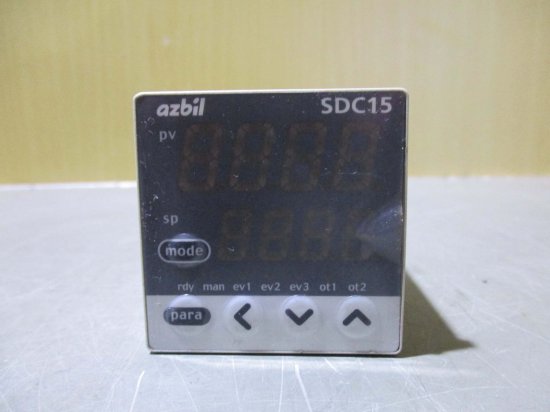 azbil SDC15
pv
sp
mode
rdy man ev1 ev2 ev3 ot1 ot2
para